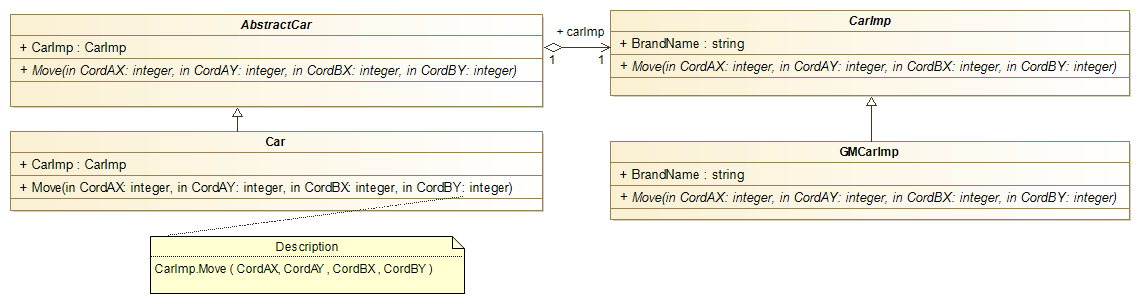 AbstractCar
+ CarImp : CarImp
+ Move(in CordAX: integer, in CordAY: integer, in CordBX: integer, in CordBY: integer)
+ carImp
1
1
CarImp
+ BrandName : string
+ Move(in CordAX: integer, in CordAY: integer, in CordBX: integer, in CordBY: integer)
Car
+ CarImp : CarImp
+ Move(in CordAX: integer, in CordAY: integer, in CordBX: integer, in CordBY: integer)
GMCarImp
+ BrandName : string
+ Move(in CordAX: integer, in CordAY: integer, in CordBX: integer, in CordBY: integer)
Description
CarImp.Move ( CordAX, CordAY , CordBX , CordBY )